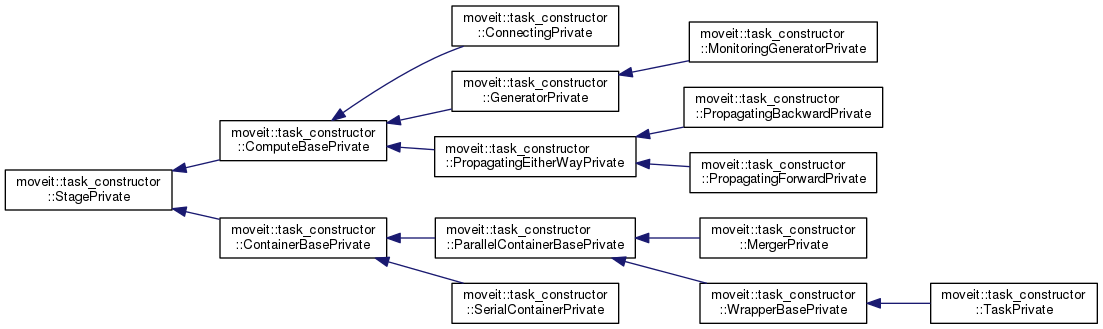 moveit::task_constructor
::ConnectingPrivate
moveit::task_constructor
::MonitoringGeneratorPrivate
moveit::task_constructor
::GeneratorPrivate
moveit::task_constructor
::PropagatingBackwardPrivate
moveit::task_constructor
::ComputeBasePrivate
moveit::task_constructor
::PropagatingEitherWayPrivate
moveit::task_constructor
::PropagatingForwardPrivate
moveit::task_constructor
::StagePrivate
moveit::task_constructor
::ContainerBasePrivate
moveit::task_constructor
::ParallelContainerBasePrivate
moveit::task_constructor
::MergerPrivate
moveit::task_constructor
::SerialContainerPrivate
moveit::task_constructor
::WrapperBasePrivate
moveit::task_constructor
::TaskPrivate